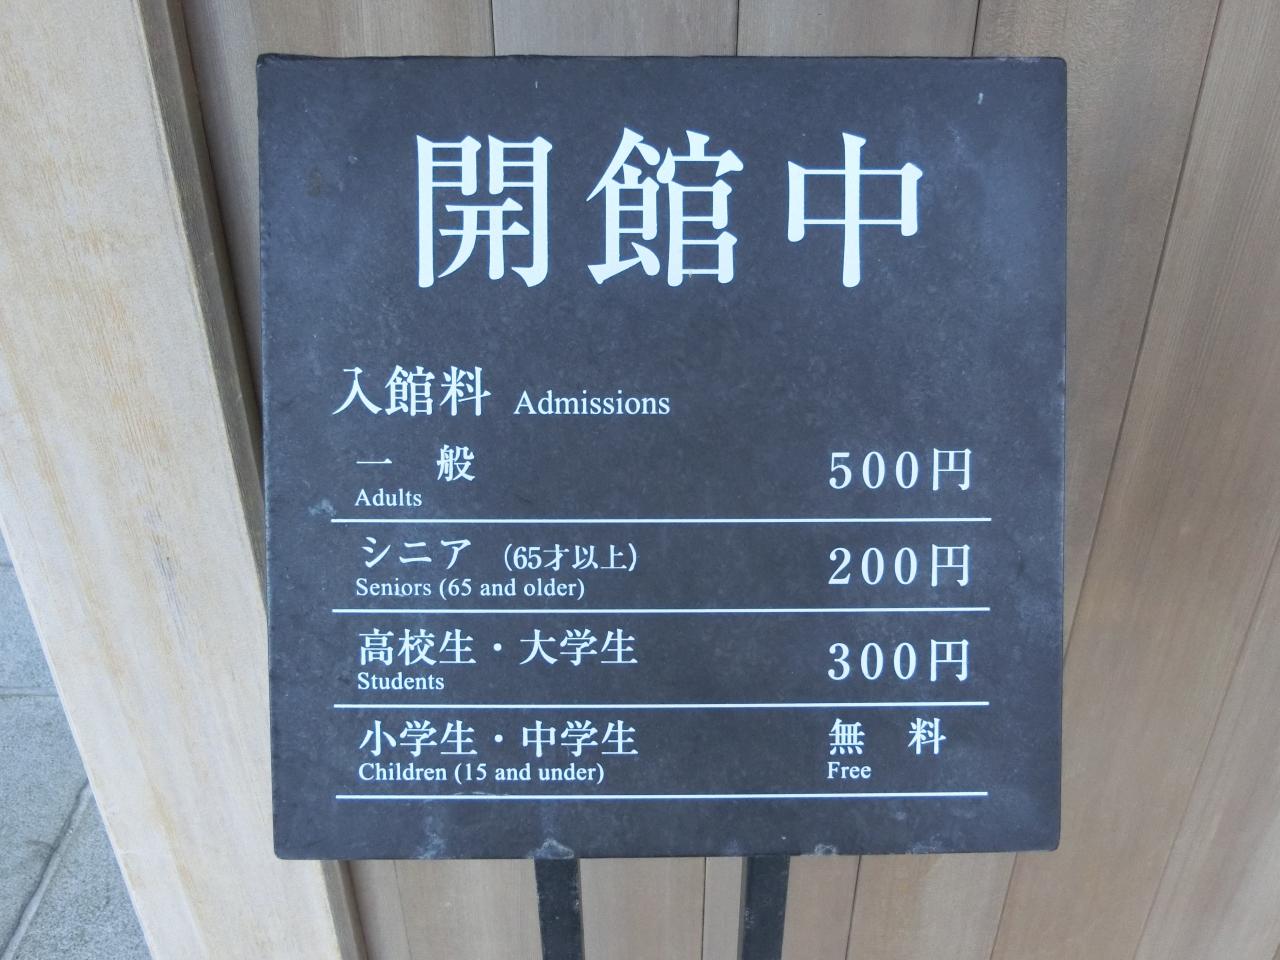 開館中
入館料 Admissions
一 般 500円
Adults
シニア (65才以上) 200円
Seniors (65 and older)
高校生・大学生 300円
Students
小学生・中学生 無 料
Children (15 and under) Free